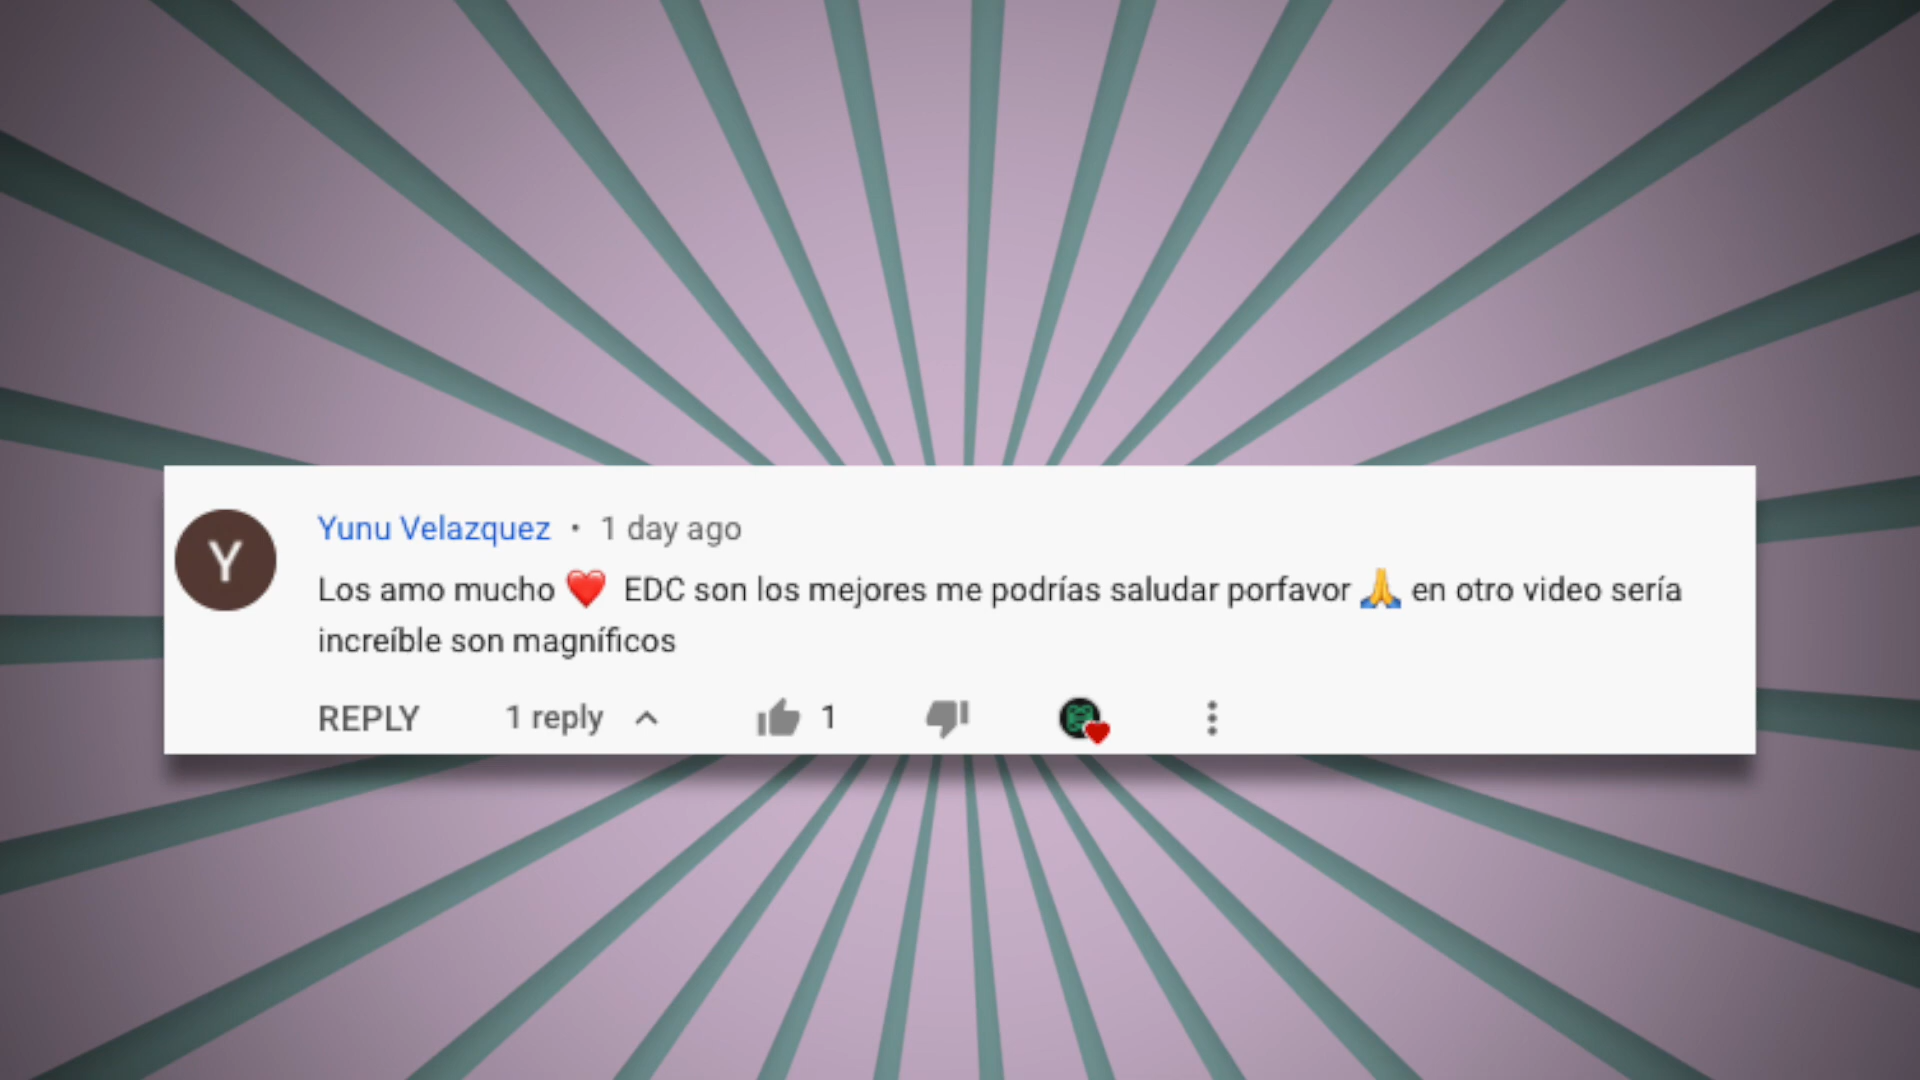 Y
Yunu Velazquez • 1 day ago
Los amo mucho ❤️ EDC son los mejores me podrías saludar porfavor 🙏 en otro video sería
increíble son magníficos
REPLY 1 reply 1